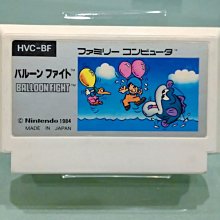 HVC-BF
ファミリー コンピュータ
バルーン ファイト
BALLOON FIGHT
© Nintendo 1984
MADE IN JAPAN